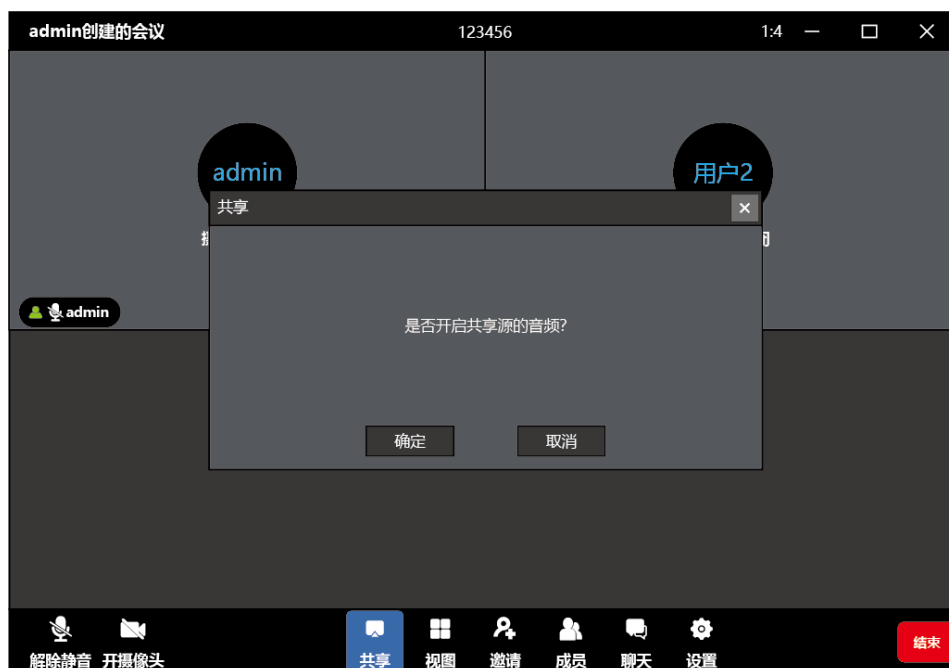 admin创建的会议 123456 1:4
admin 用户2
共享
是否开启共享源的音频?
admin
确定 取消
解除静音 开摄像头 共享 视图 邀请 成员 聊天 设置 结束